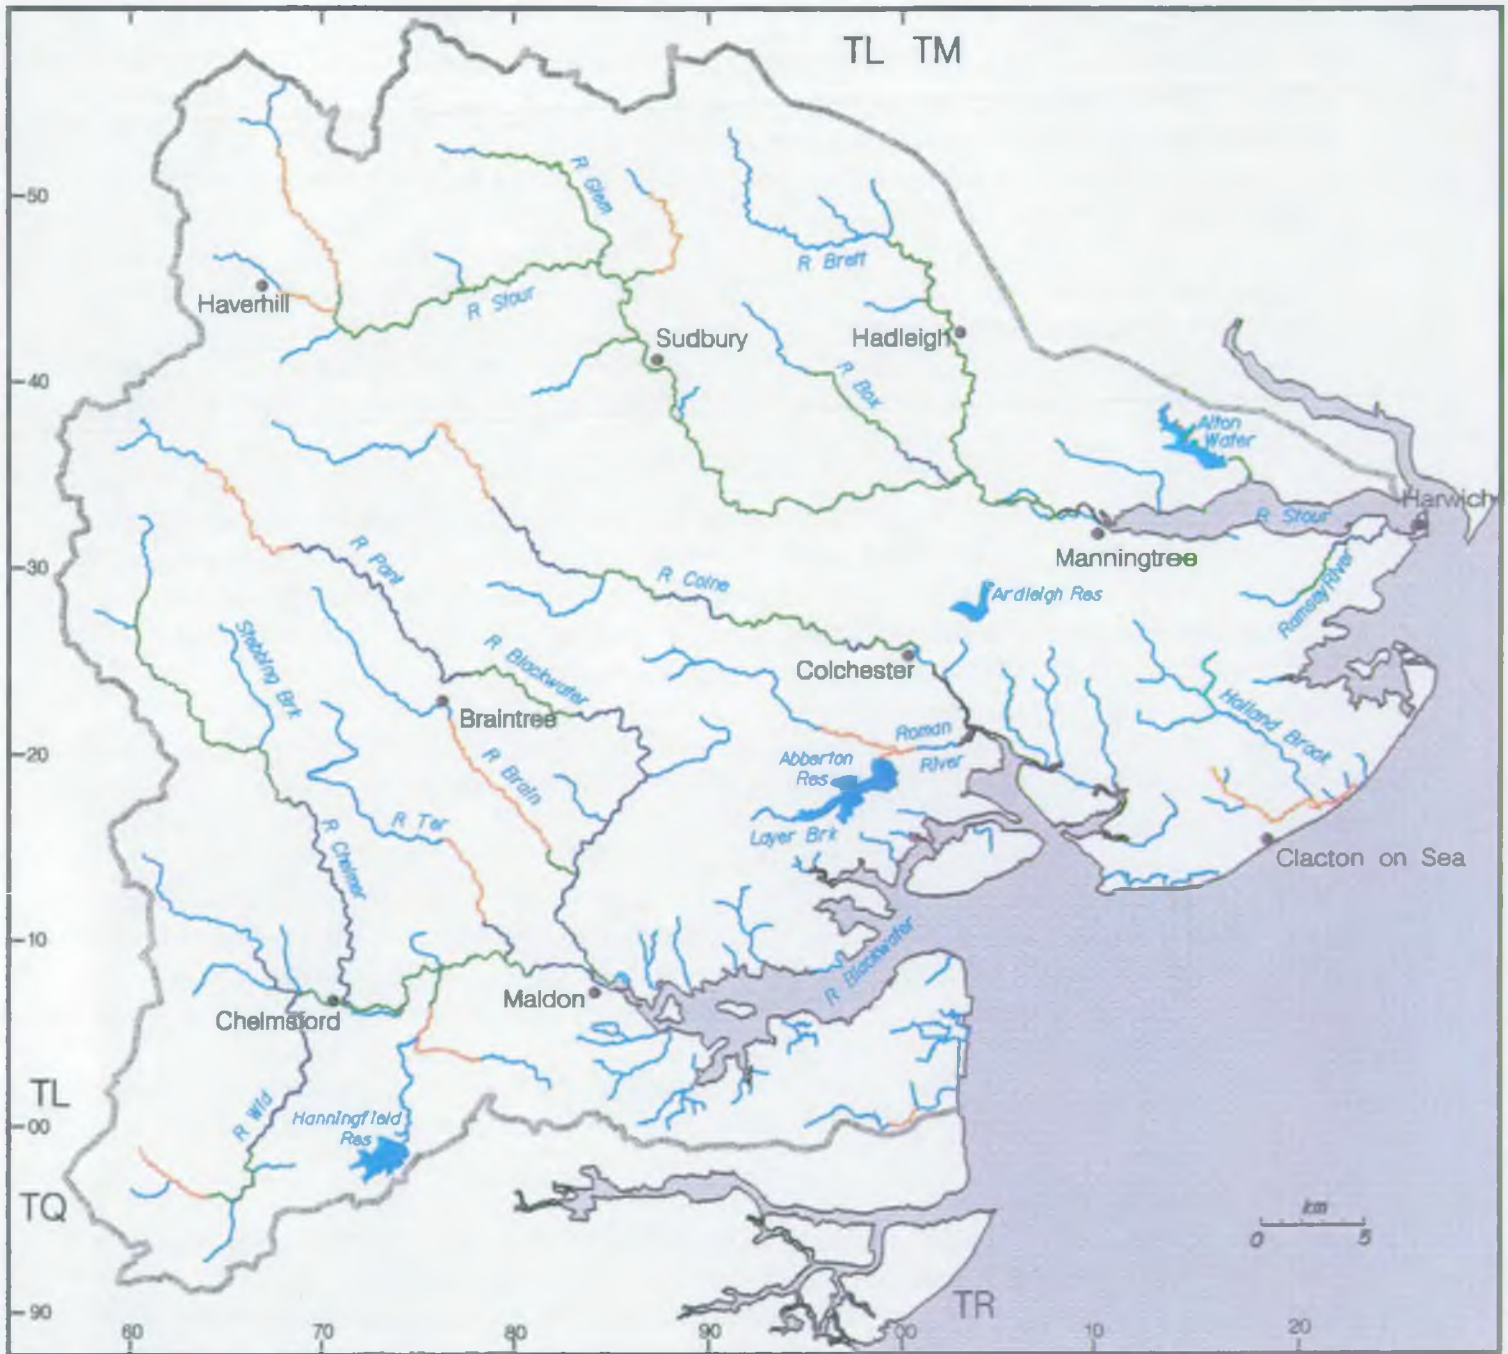 TL TM
50
R Glem
R Brett
Haverhill
R Stour
Sudbury
Hadleigh
40
R Box
Alton
Water
Harwich
R Stour
Manningtree
30
R Pant
R Colne
Ardleigh Res
Ramsey River
Stebbing Brk
R Blackwater
Colchester
Holland Brook
Braintree
Roman
River
20
R Brain
Abberton
Res
R Ter
Layer Brk
R Chelmer
Clacton on Sea
10
R Blackwater
Maldon
Chelmsford
TL
R Wid
Hanningfield
Res
00
TQ
km
0 5
90
TR
60 70 80 90 00 10 20